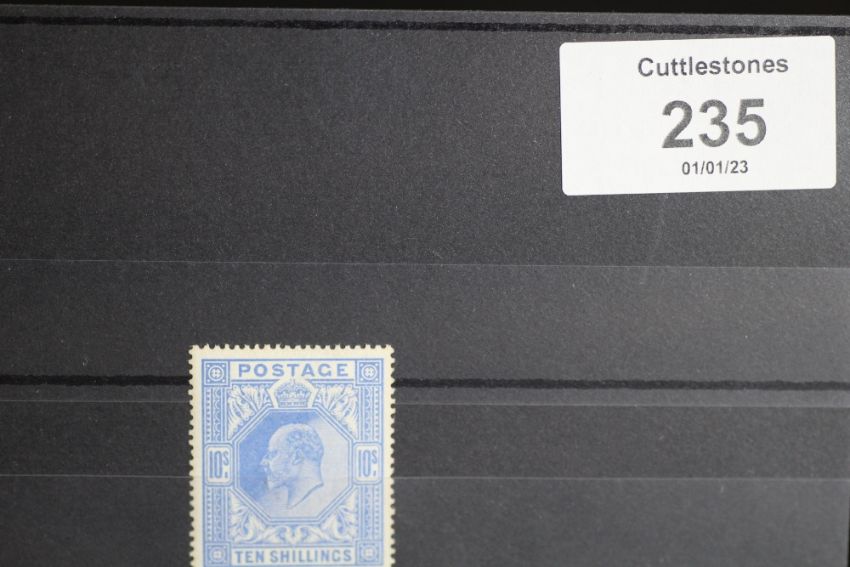 Cuttlestones
235
01/01/23
POSTAGE
10S. 10S.
TEN SHILLINGS